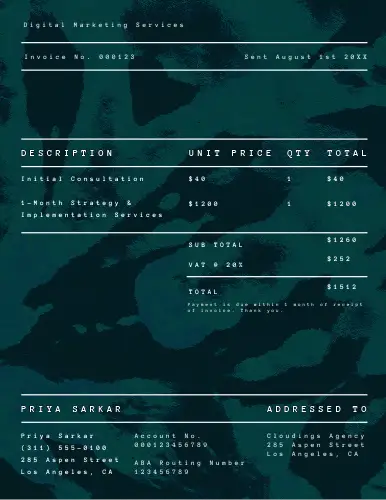 Digital Marketing Services
Invoice No. 000123 Sent August 1st 20XX
DESCRIPTION UNIT PRICE QTY TOTAL
Initial Consultation $40 1 $40
1-Month Strategy & $1200 1 $1200
Implementation Services
SUB TOTAL $1260
VAT @ 20% $252
TOTAL $1512
Payment is due within 1 month of receipt
of invoice. Thank you.
PRIYA SARKAR ADDRESSED TO
Priya Sarkar
(311) 555-0100
285 Aspen Street
Los Angeles, CA
Account No.
000123456789
ABA Routing Number
123456789
Cloudings Agency
285 Aspen Street
Los Angeles, CA